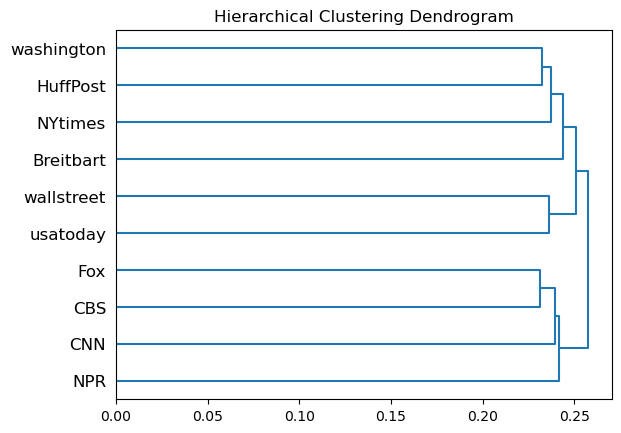 Hierarchical Clustering Dendrogram
washington
HuffPost
NYtimes
Breitbart
wallstreet
usatoday
Fox
CBS
CNN
NPR
0.00 0.05 0.10 0.15 0.20 0.25